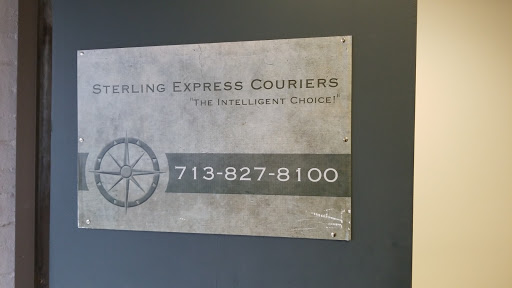 STERLING EXPRESS COURIERS
"THE INTELLIGENT CHOICE!"
713-827-8100